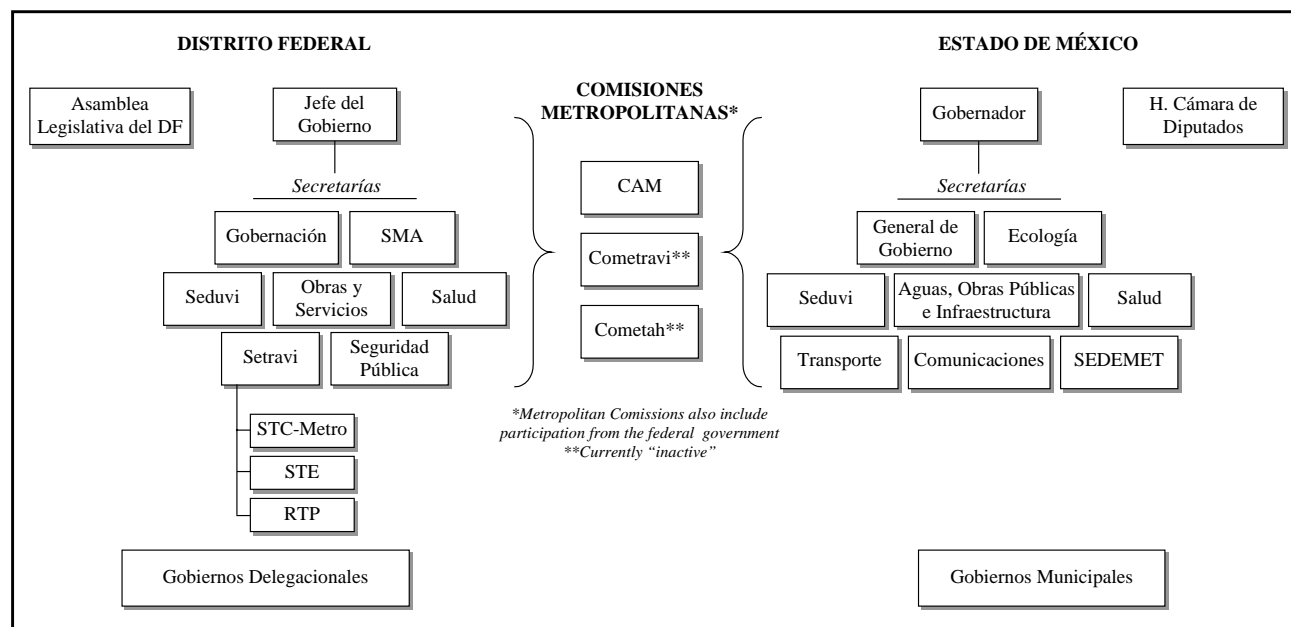 DISTRITO FEDERAL
ESTADO DE MÉXICO
COMISIONES
METROPOLITANAS*
Asamblea
Legislativa del DF
Jefe del
Gobierno
Secretarías
Gobernación
SMA
Seduvi
Obras y
Servicios
Salud
Setravi
Seguridad
Pública
STC-Metro
STE
RTP
Gobiernos Delegacionales
CAM
Cometravi**
Cometah**
*Metropolitan Comissions also include
participation from the federal government
**Currently “inactive”
Gobernador
H. Cámara de
Diputados
Secretarías
General de
Gobierno
Ecología
Seduvi
Aguas, Obras Públicas
e Infraestructura
Salud
Transporte
Comunicaciones
SEDEMET
Gobiernos Municipales